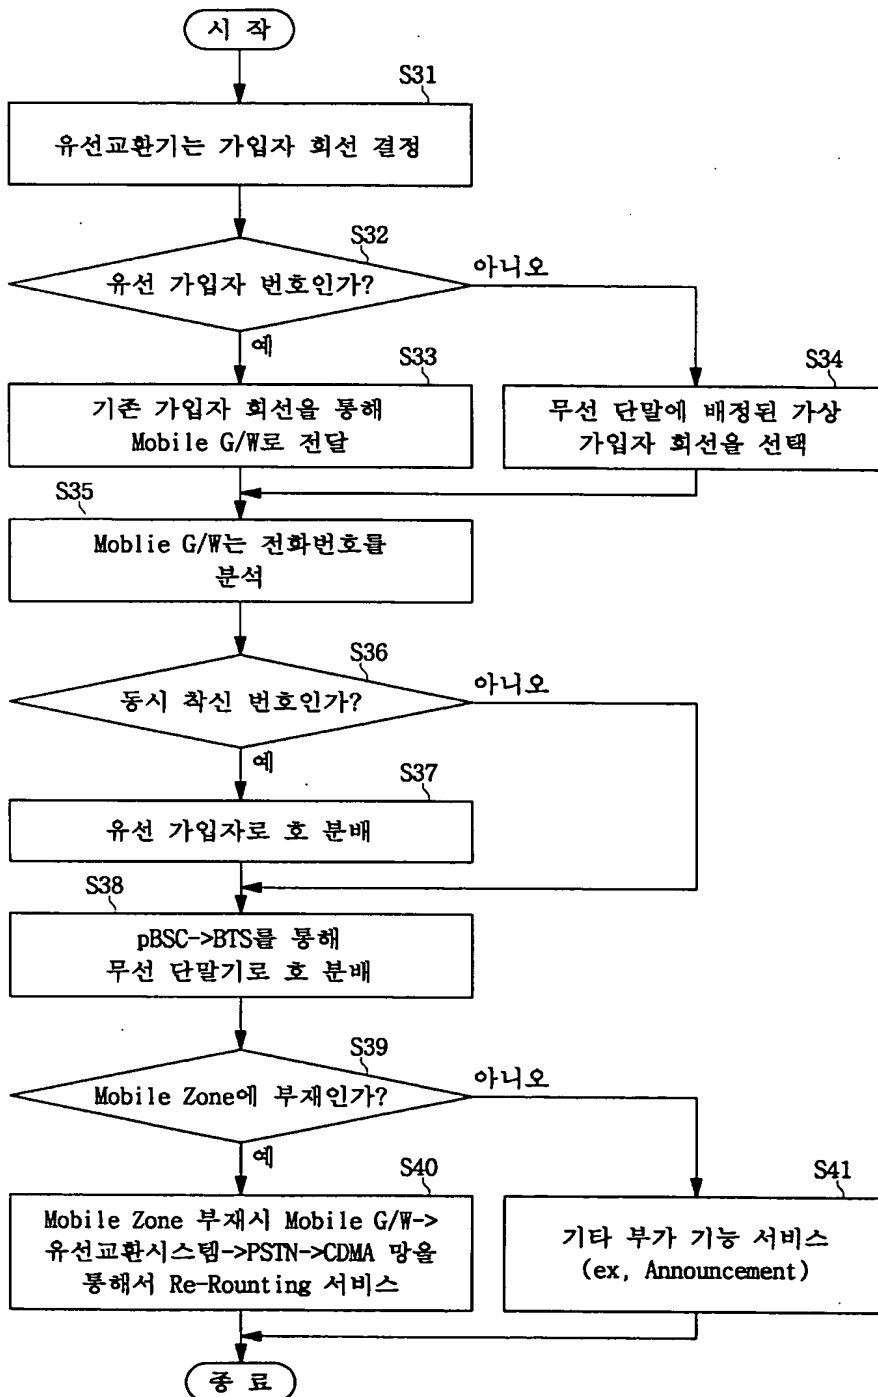 시 작
S31
유선교환기는 가입자 회선 결정
S32
유선 가입자 번호인가?
아니오
예
S33
기존 가입자 회선을 통해
Mobile G/W로 전달
S34
무선 단말에 배정된 가상
가입자 회선을 선택
S35
Moblie G/W는 전화번호를
분석
S36
동시 착신 번호인가?
아니오
예
S37
유선 가입자로 호 분배
S38
pBSC->BTS를 통해
무선 단말기로 호 분배
S39
Mobile Zone에 부재인가?
아니오
예
S40
Mobile Zone 부재시 Mobile G/W->
유선교환시스템->PSTN->CDMA 망을
통해서 Re-Rounting 서비스
S41
기타 부가 기능 서비스
(ex, Announcement)
종 료